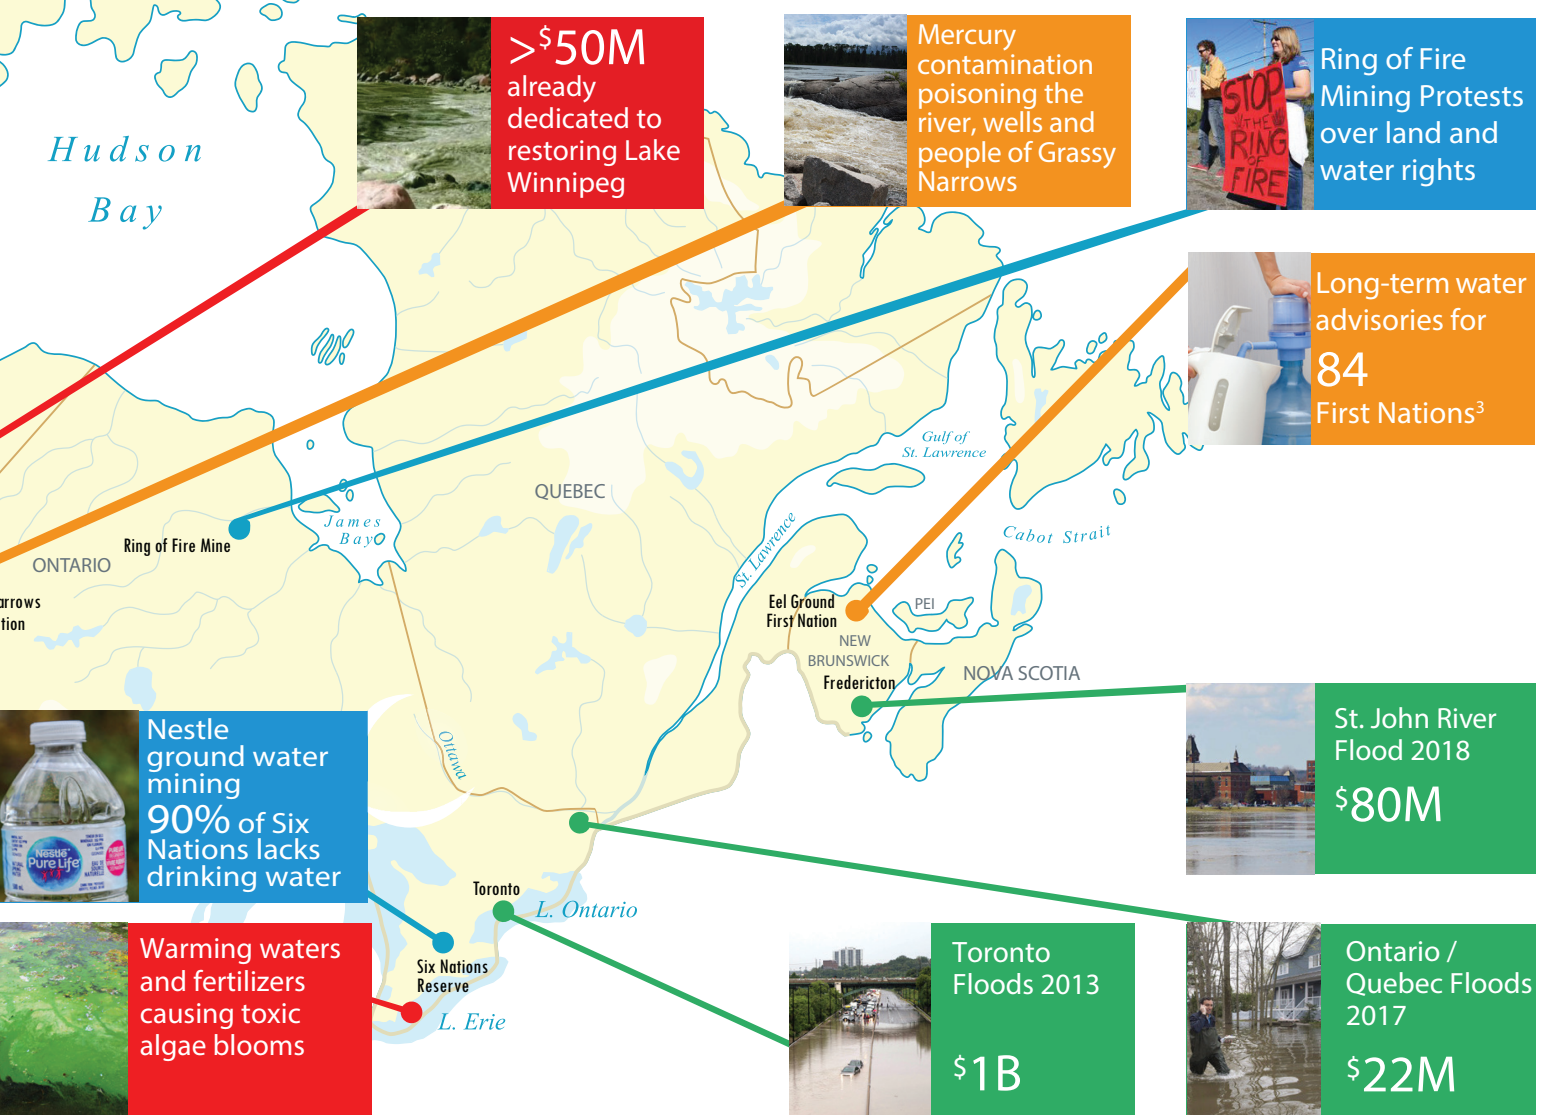 >$50M
already
dedicated to
restoring Lake
Winnipeg
Mercury
contamination
poisoning the
river, wells and
people of Grassy
Narrows
STOP
THE
RING
OF
FIRE
Ring of Fire
Mining Protests
over land and
water rights
Hudson
Bay
Long-term water
advisories for
84
First Nations3
Gulf of
St. Lawrence
QUEBEC
James
Bay
Cabot Strait
St. Lawrence
Ring of Fire Mine
ONTARIO
arrows
tion
Eel Ground
First Nation
PEI
NEW
BRUNSWICK
NOVA SCOTIA
Fredericton
Ottawa
St. John River
Flood 2018
$80M
Nestle
ground water
mining
90% of Six
Nations lacks
drinking water
Nestlé
Pure Life
Toronto
L. Ontario
Six Nations
Reserve
L. Erie
Warming waters
and fertilizers
causing toxic
algae blooms
Toronto
Floods 2013
$1B
Ontario /
Quebec Floods
2017
$22M